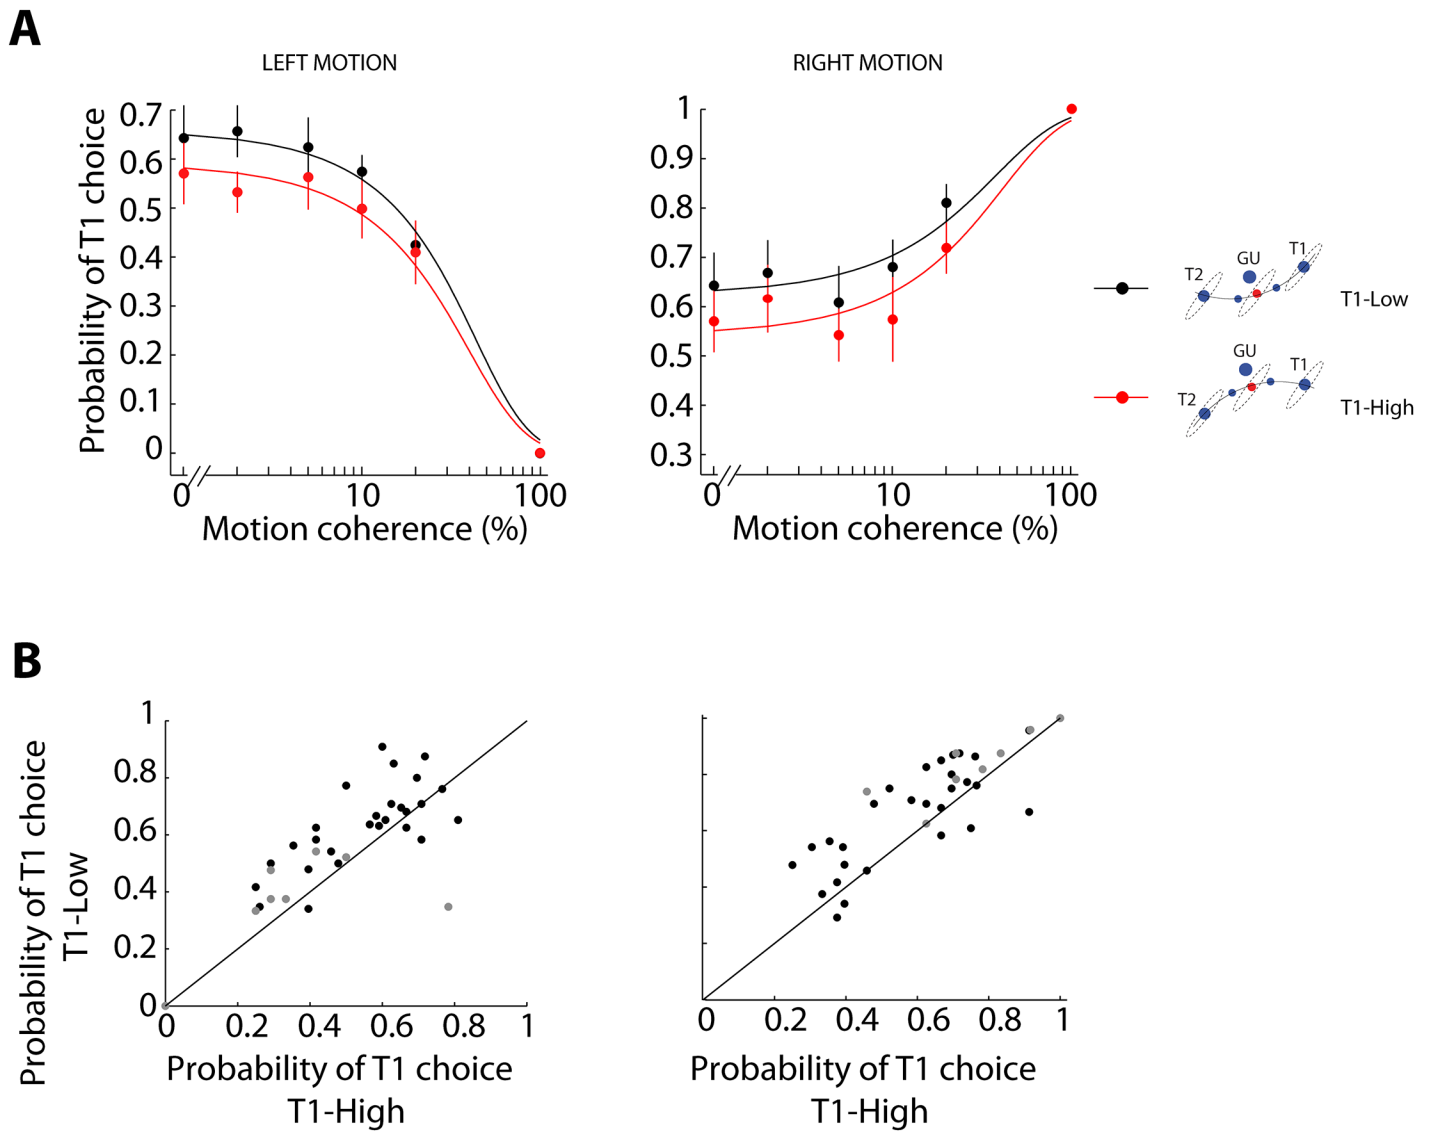 A
LEFT MOTION
RIGHT MOTION
Probability of T1 choice
0.7
0.6
0.5
0.4
0.3
0.2
0.1
0
0
10
100
Motion coherence (%)
1
0.9
0.8
0.7
0.6
0.5
0.4
0.3
0
10
100
Motion coherence (%)
T2
GU
T1
T1-Low
T2
GU
T1
T1-High
B
Probability of T1 choice
T1-Low
1
0.8
0.6
0.4
0.2
0
0
0.2
0.4
0.6
0.8
1
Probability of T1 choice
T1-High
0
0.2
0.4
0.6
0.8
1
Probability of T1 choice
T1-High